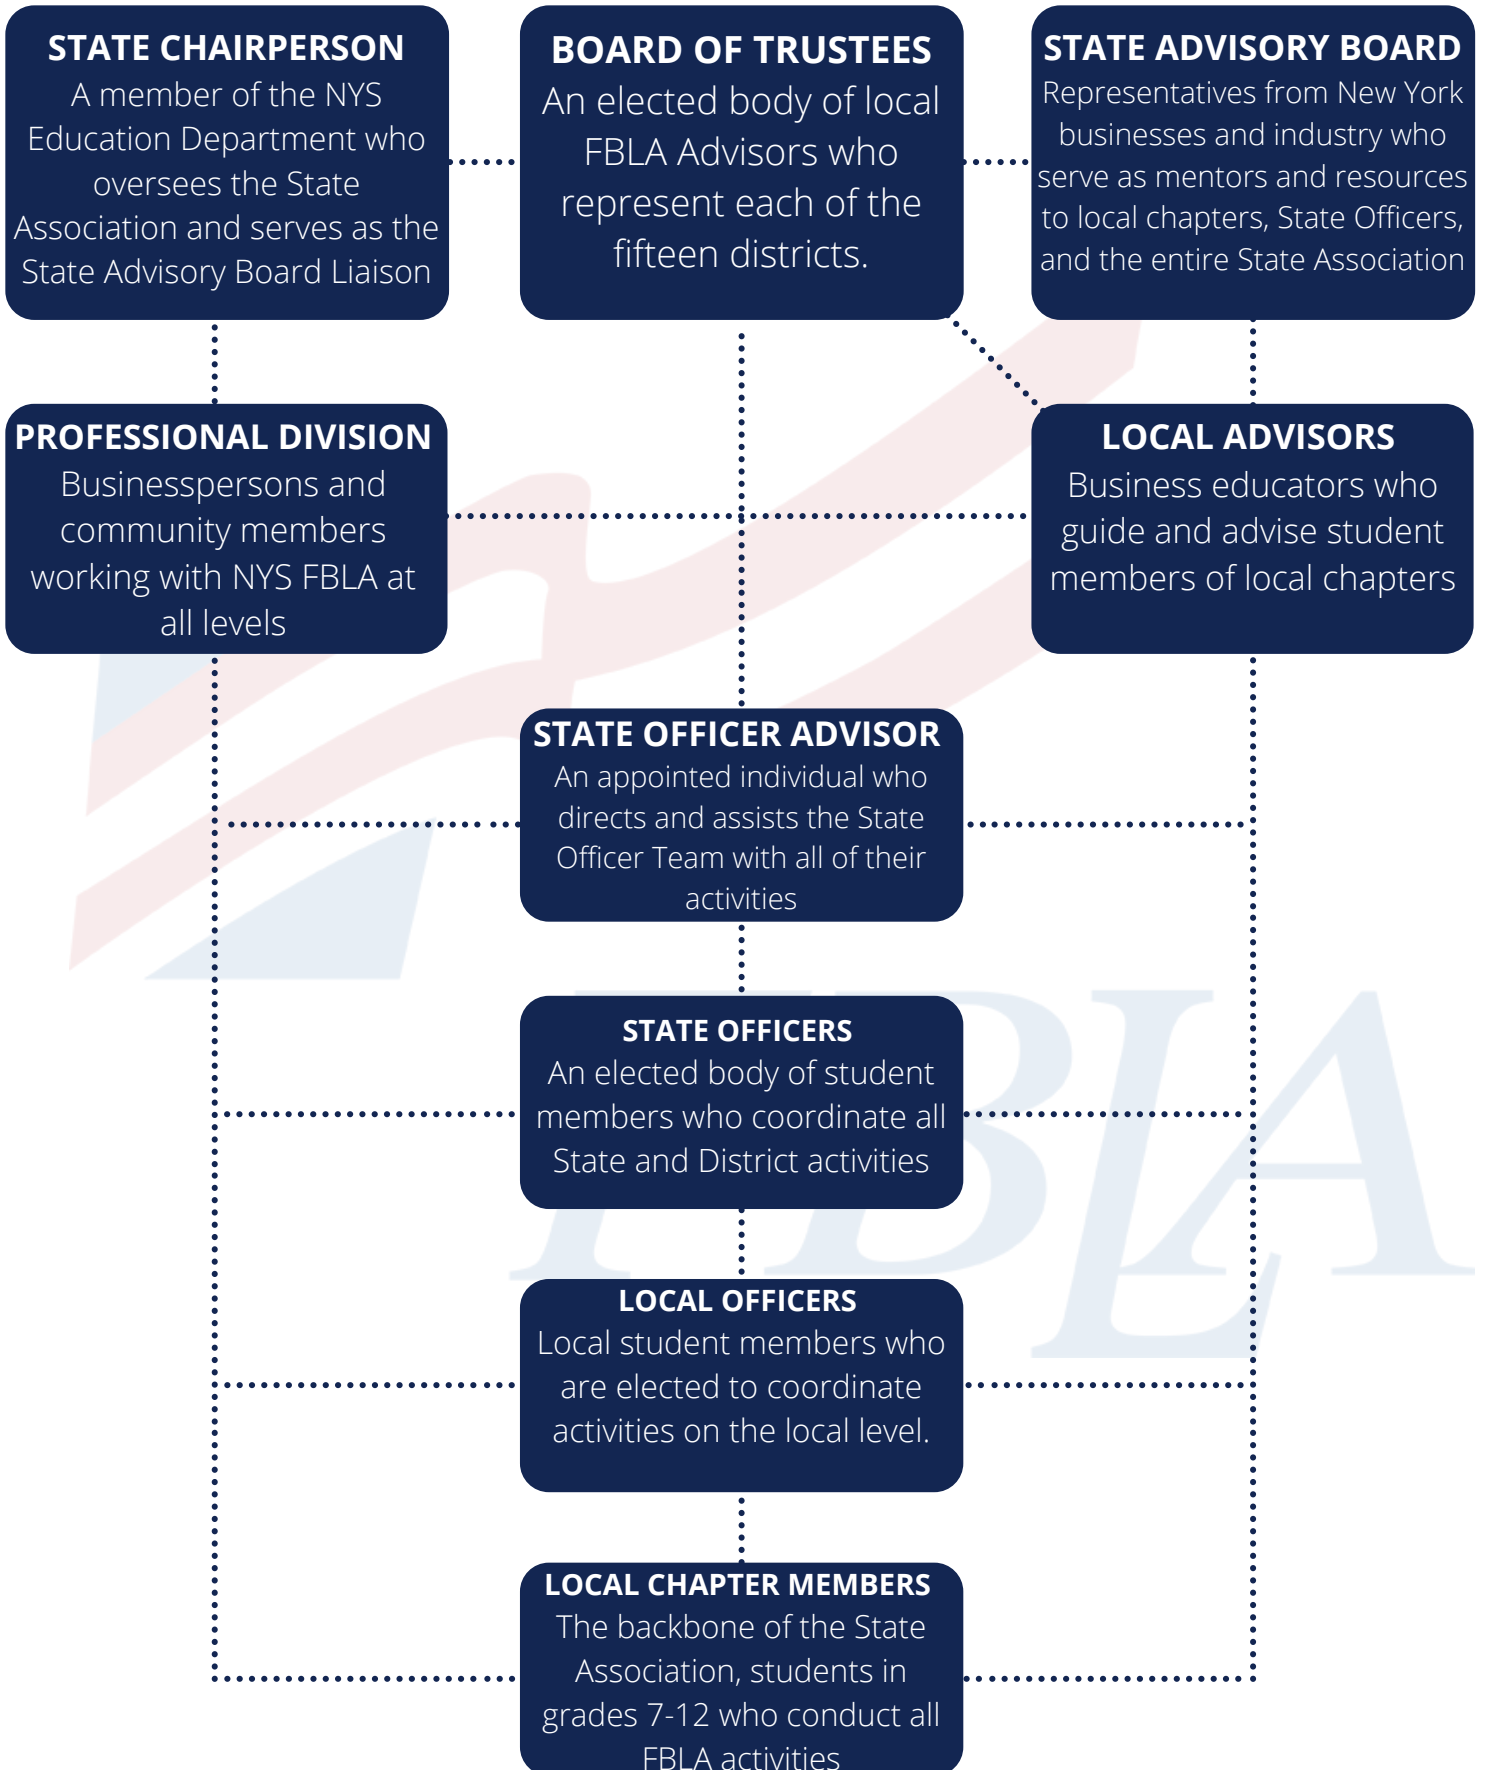 STATE CHAIRPERSON
A member of the NYS
Education Department who
oversees the State
Association and serves as the
State Advisory Board Liaison
BOARD OF TRUSTEES
An elected body of local
FBLA Advisors who
represent each of the
fifteen districts.
STATE ADVISORY BOARD
Representatives from New York
businesses and industry who
serve as mentors and resources
to local chapters, State Officers,
and the entire State Association
PROFESSIONAL DIVISION
Businesspersons and
community members
working with NYS FBLA at
all levels
LOCAL ADVISORS
Business educators who
guide and advise student
members of local chapters
STATE OFFICER ADVISOR
An appointed individual who
directs and assists the State
Officer Team with all of their
activities
STATE OFFICERS
An elected body of student
members who coordinate all
State and District activities
LOCAL OFFICERS
Local student members who
are elected to coordinate
activities on the local level.
LOCAL CHAPTER MEMBERS
The backbone of the State
Association, students in
grades 7-12 who conduct all
FBLA activities
FBLA